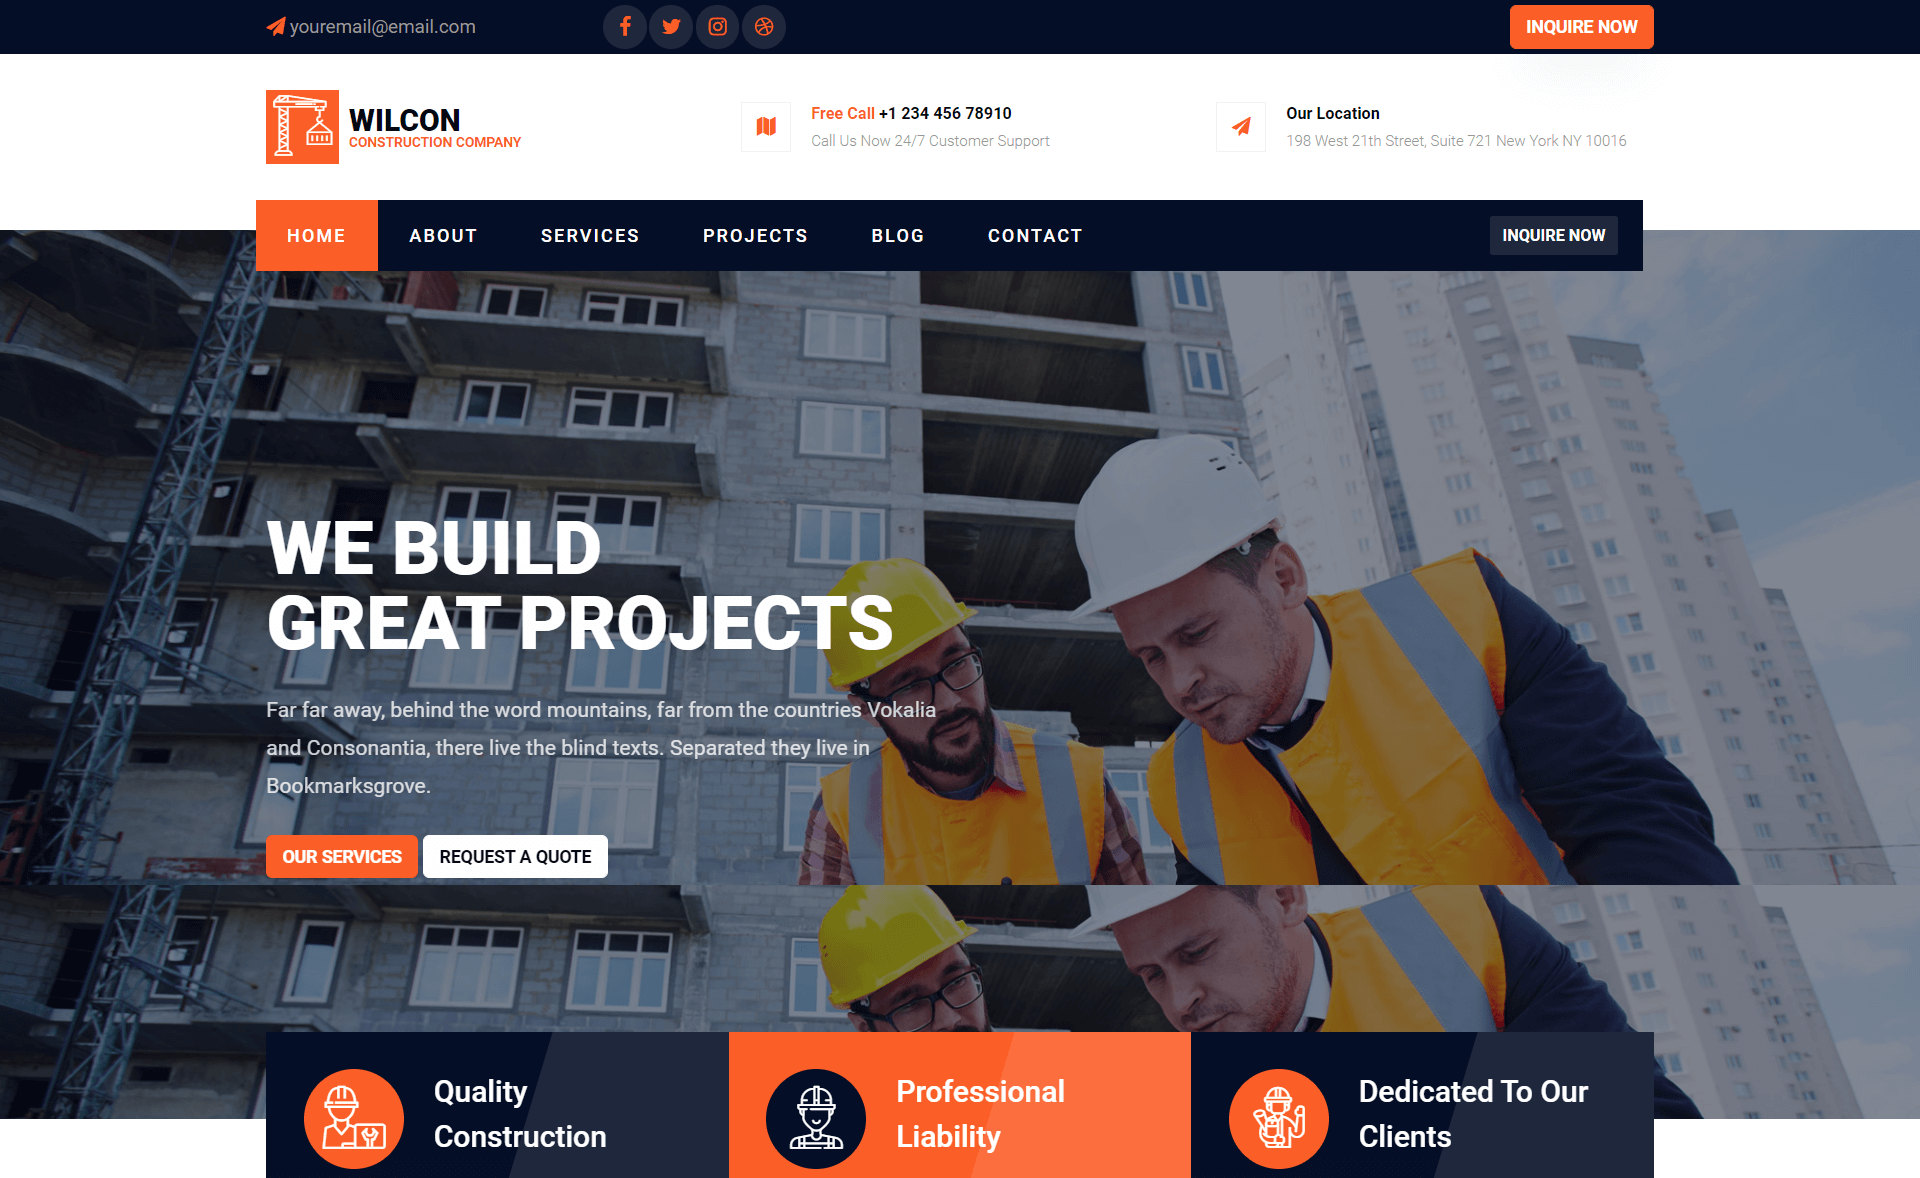 youremail@email.com
INQUIRE NOW
WILCON
CONSTRUCTION COMPANY
Free Call +1 234 456 78910
Call Us Now 24/7 Customer Support
Our Location
198 West 21th Street, Suite 721 New York NY 10016
HOME
ABOUT
SERVICES
PROJECTS
BLOG
CONTACT
INQUIRE NOW
WE BUILD
GREAT PROJECTS
Far far away, behind the word mountains, far from the countries Vokalia
and Consonantia, there live the blind texts. Separated they live in
Bookmarksgrove.
OUR SERVICES
REQUEST A QUOTE
Quality
Construction
Professional
Liability
Dedicated To Our
Clients